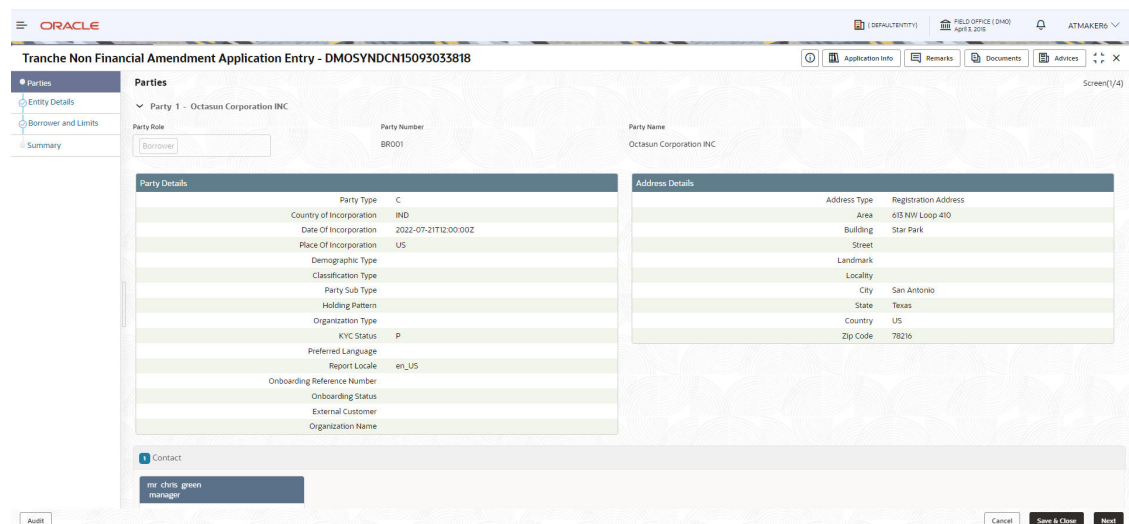 ORACLE
( DEFAULTENTITY)
FIELD OFFICE ( DMO)
April 3, 2015
ATMAKER6
Tranche Non Financial Amendment Application Entry - DMOSYNDCN15093033818
Application Info
Remarks
Documents
Advices
Parties
Entity Details
Borrower and Limits
Summary
Parties
Screen(1/4)
Party 1 - Octasun Corporation INC
Party Role
Party Number
Party Name
Borrower
BR001
Octasun Corporation INC
Party Details
Party Type C
Country of Incorporation IND
Date Of Incorporation 2022-07-21T12:00:00Z
Place Of Incorporation US
Demographic Type
Classification Type
Party Sub Type
Holding Pattern
Organization Type
KYC Status P
Preferred Language
Report Locale en_US
Onboarding Reference Number
Onboarding Status
External Customer
Organization Name
Address Details
Address Type Registration Address
Area 613 NW Loop 410
Building Star Park
Street
Landmark
Locality
City San Antonio
State Texas
Country US
Zip Code 78216
1 Contact
mr chris green
manager
Audit
Cancel
Save & Close
Next